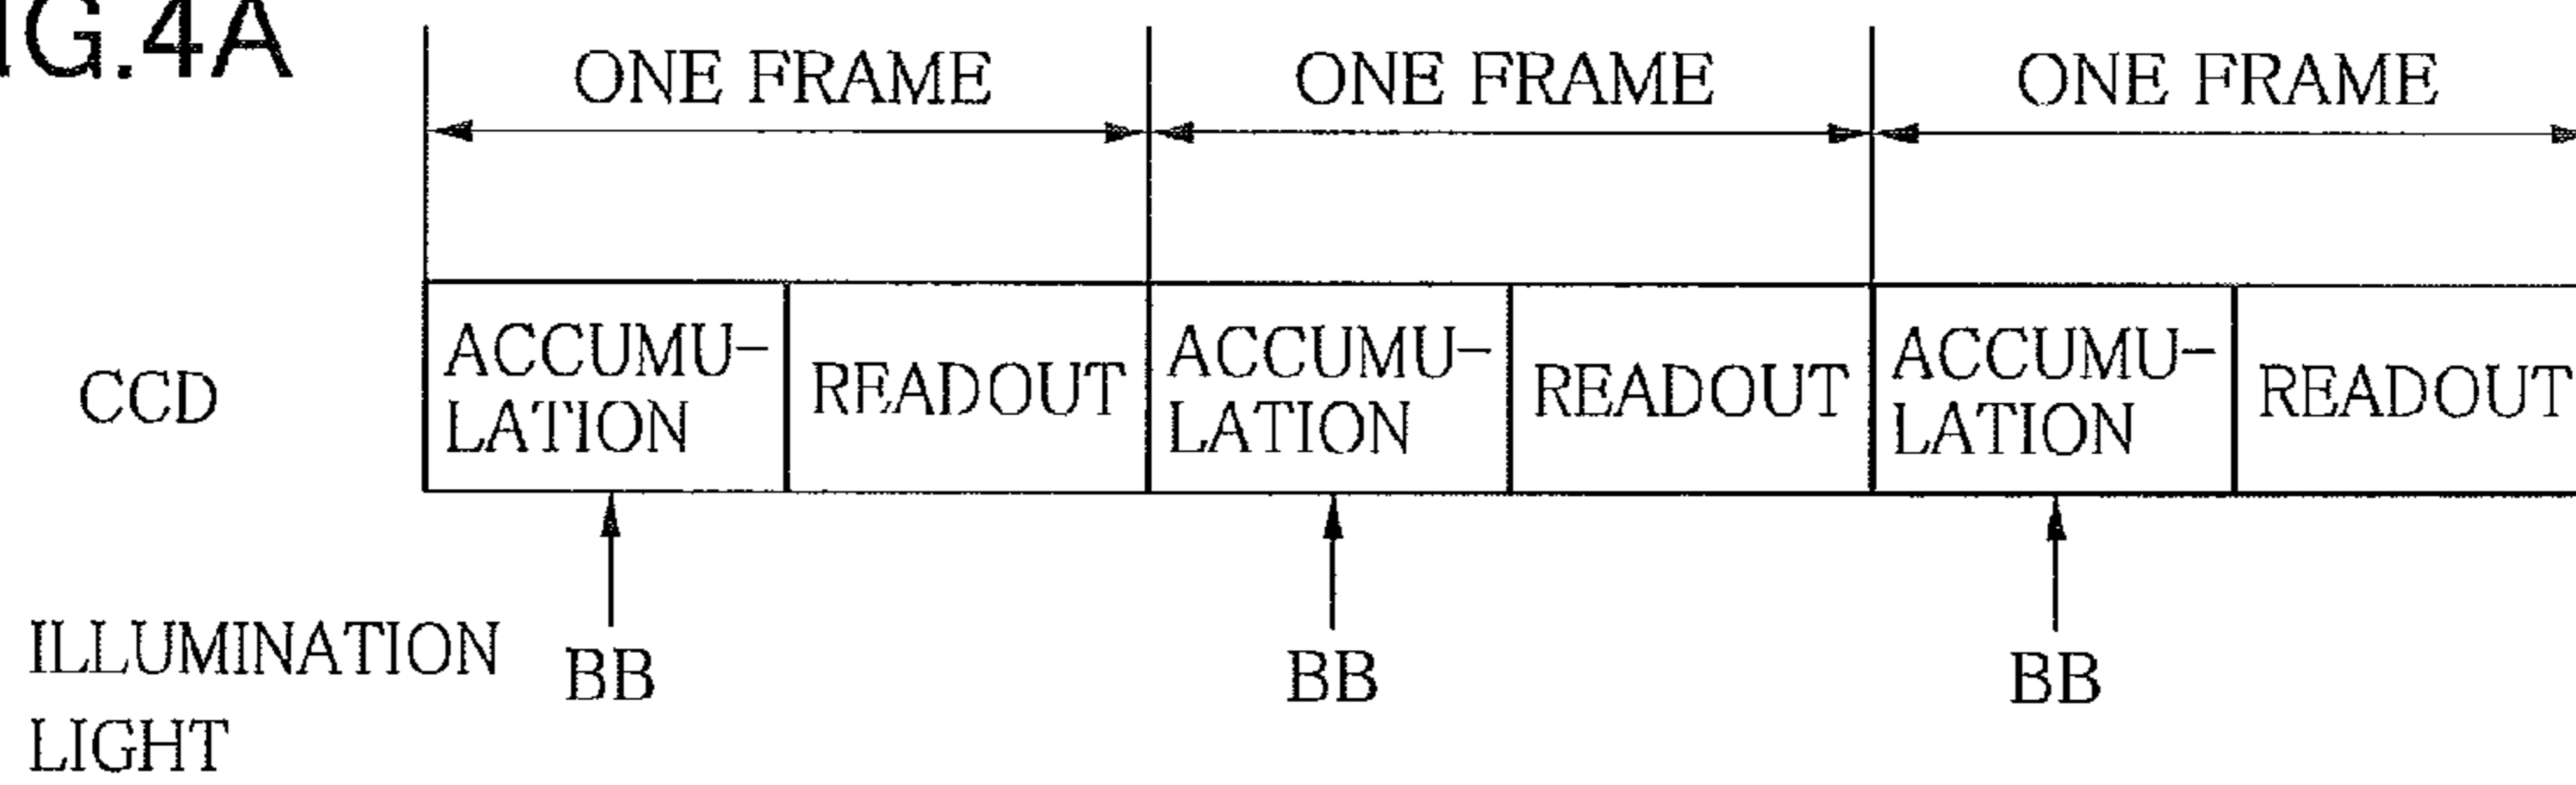 IG.4A
ONE FRAME ONE FRAME ONE FRAME
CCD
ACCUMU-
LATION
READOUT
ACCUMU-
LATION
READOUT
ACCUMU-
LATION
READOUT
ILLUMINATION
LIGHT
BB BB BB